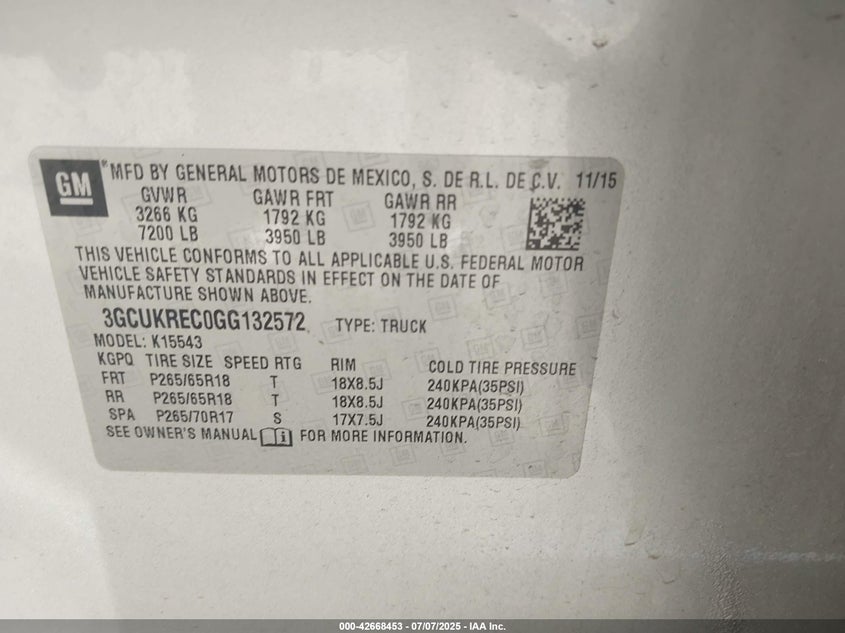 GM® MFD BY GENERAL MOTORS DE MEXICO, S. DE R.L. DE C.V. 11/15
GVWR GAWR FRT GAWR RR
3266 KG 1792 KG 1792 KG
7200 LB 3950 LB 3950 LB
THIS VEHICLE CONFORMS TO ALL APPLICABLE U.S. FEDERAL MOTOR
VEHICLE SAFETY STANDARDS IN EFFECT ON THE DATE OF
MANUFACTURE SHOWN ABOVE.
3GCUKREC0GG132572 TYPE: TRUCK
MODEL: K15543
KGPQ TIRE SIZE SPEED RTG RIM COLD TIRE PRESSURE
FRT P265/65R18 T 18X8.5J 240KPA(35PSI)
RR P265/65R18 T 18X8.5J 240KPA(35PSI)
SPA P265/70R17 S 17X7.5J 240KPA(35PSI)
SEE OWNER'S MANUAL FOR MORE INFORMATION.
000-42668453 - 07/07/2025 - IAA Inc.